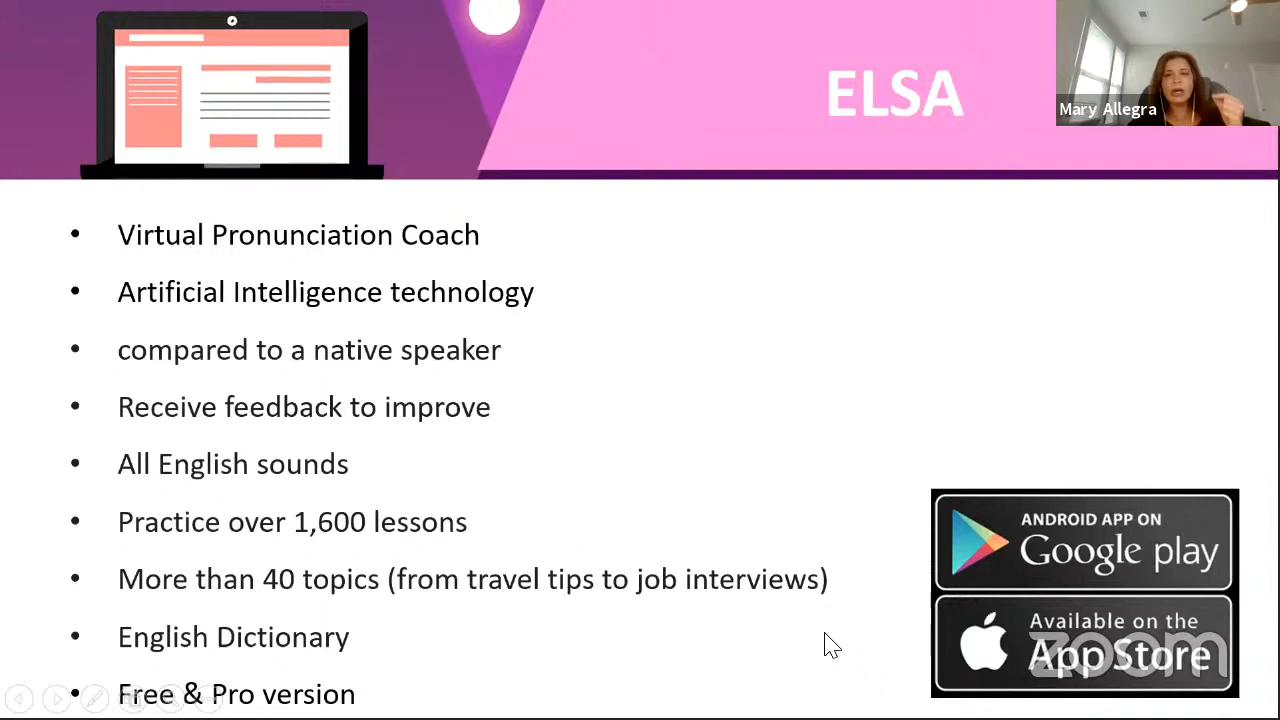 ELSA
Mary Allegra
• Virtual Pronunciation Coach
• Artificial Intelligence technology
• compared to a native speaker
• Receive feedback to improve
• All English sounds
• Practice over 1,600 lessons
• More than 40 topics (from travel tips to job interviews)
• English Dictionary
• Free & Pro version
ANDROID APP ON
Google play
Available on the
App Store
zoom